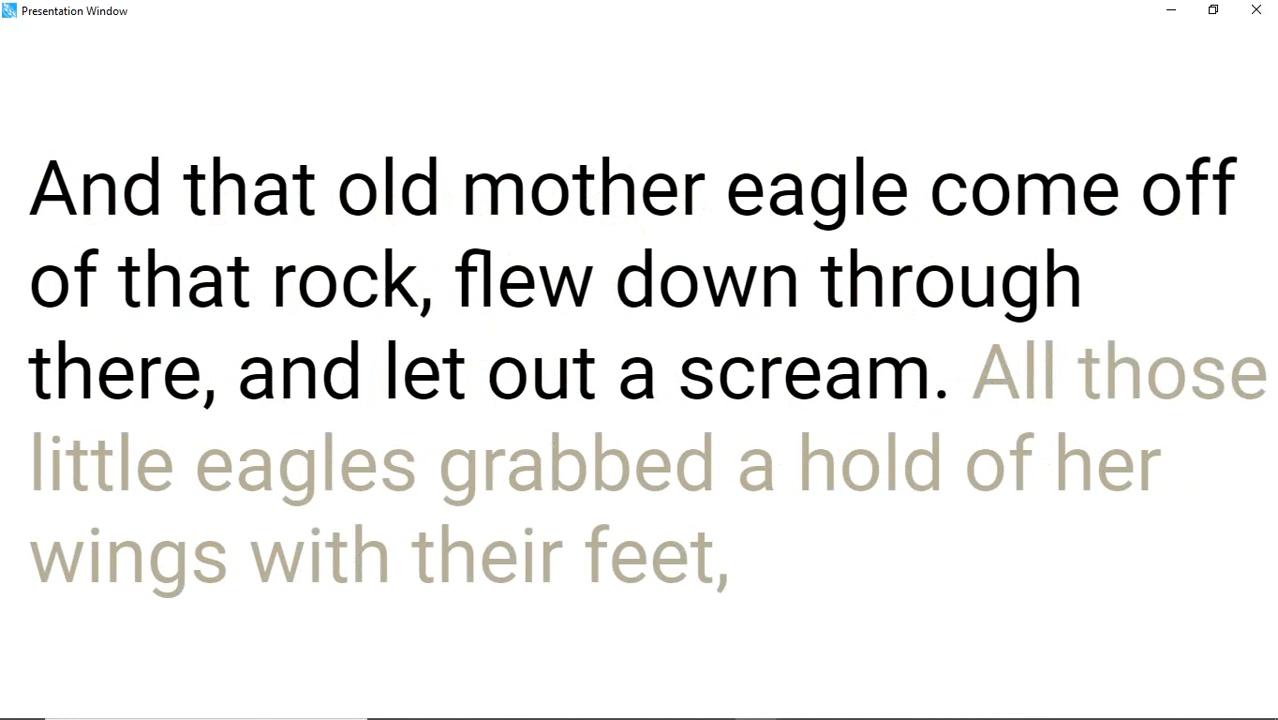 Presentation Window
And that old mother eagle come off
of that rock, flew down through
there, and let out a scream. All those
little eagles grabbed a hold of her
wings with their feet,